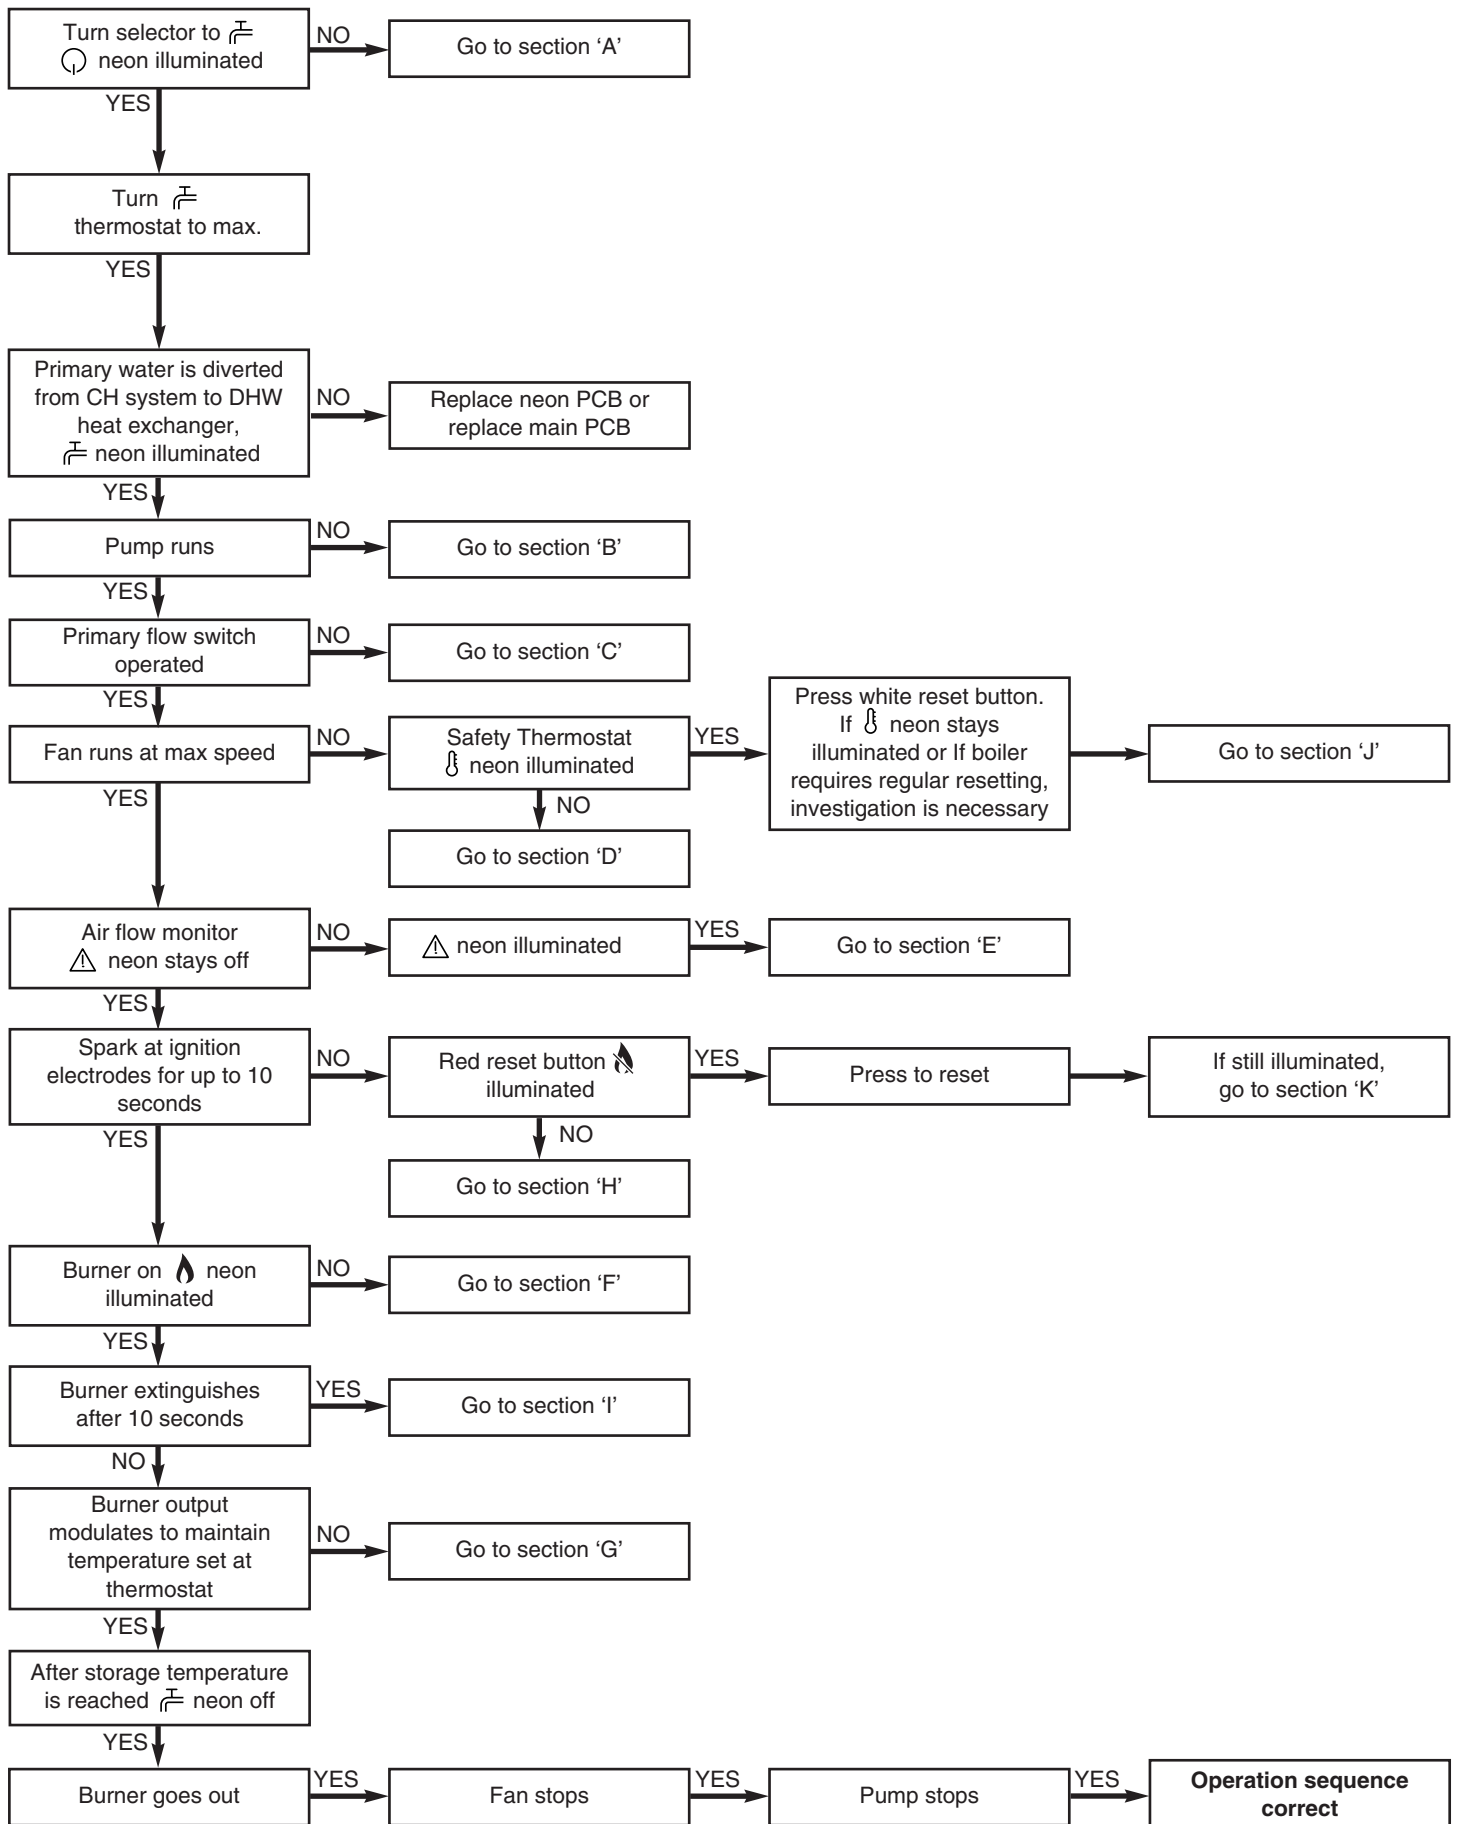 Turn selector to
neon illuminated
NO
Go to section ‘A’
YES
Turn
thermostat to max.
YES
Primary water is diverted
from CH system to DHW
heat exchanger,
neon illuminated
NO
Replace neon PCB or
replace main PCB
YES
Pump runs
NO
Go to section ‘B’
YES
Primary flow switch
operated
NO
Go to section ‘C’
YES
Fan runs at max speed
NO
Safety Thermostat
neon illuminated
YES
Press white reset button.
If neon stays
illuminated or If boiler
requires regular resetting,
investigation is necessary
Go to section ‘J’
NO
Go to section ‘D’
YES
Air flow monitor
neon stays off
NO
neon illuminated
YES
Go to section ‘E’
YES
Spark at ignition
electrodes for up to 10
seconds
NO
Red reset button
illuminated
YES
Press to reset
If still illuminated,
go to section ‘K’
NO
Go to section ‘H’
YES
Burner on neon
illuminated
NO
Go to section ‘F’
YES
Burner extinguishes
after 10 seconds
YES
Go to section ‘I’
NO
Burner output
modulates to maintain
temperature set at
thermostat
NO
Go to section ‘G’
YES
After storage temperature
is reached neon off
YES
Burner goes out
YES
Fan stops
YES
Pump stops
YES
Operation sequence
correct